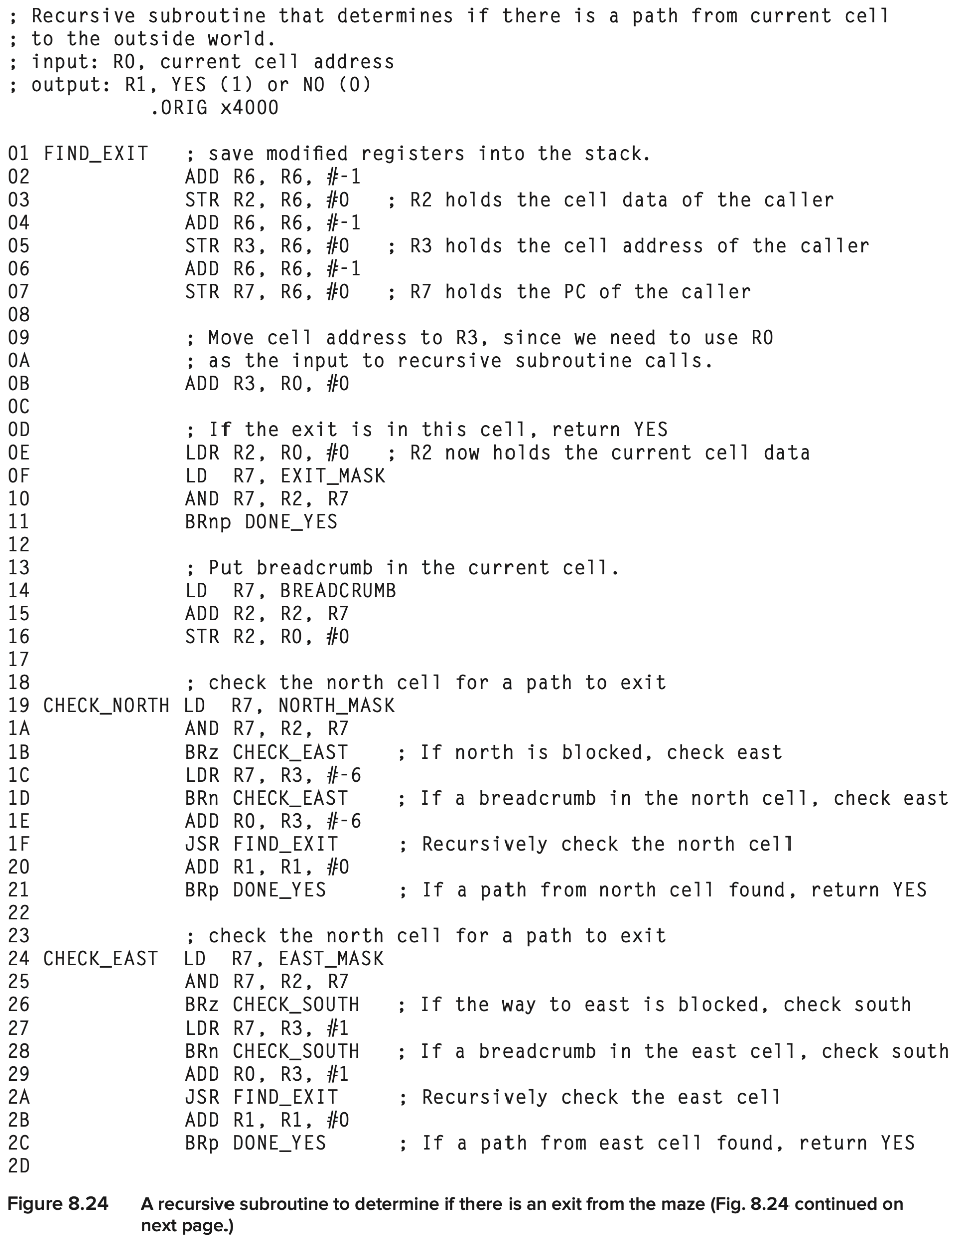 ; Recursive subroutine that determines if there is a path from current cell
; to the outside world.
; input: R0, current cell address
; output: R1, YES (1) or NO (0)
.ORIG x4000
01 FIND_EXIT ; save modified registers into the stack.
02 ADD R6, R6, #-1
03 STR R2, R6, #0 ; R2 holds the cell data of the caller
04 ADD R6, R6, #-1
05 STR R3, R6, #0 ; R3 holds the cell address of the caller
06 ADD R6, R6, #-1
07 STR R7, R6, #0 ; R7 holds the PC of the caller
08
09 ; Move cell address to R3, since we need to use R0
0A ; as the input to recursive subroutine calls.
0B ADD R3, R0, #0
0C
0D ; If the exit is in this cell, return YES
0E LDR R2, R0, #0 ; R2 now holds the current cell data
0F LD R7, EXIT_MASK
10 AND R7, R2, R7
11 BRnp DONE_YES
12
13 ; Put breadcrumb in the current cell.
14 LD R7, BREADCRUMB
15 ADD R2, R2, R7
16 STR R2, R0, #0
17
18 ; check the north cell for a path to exit
19 CHECK_NORTH LD R7, NORTH_MASK
1A AND R7, R2, R7
1B BRz CHECK_EAST ; If north is blocked, check east
1C LDR R7, R3, #-6
1D BRn CHECK_EAST ; If a breadcrumb in the north cell, check east
1E ADD R0, R3, #-6
1F JSR FIND_EXIT ; Recursively check the north cell
20 ADD R1, R1, #0
21 BRp DONE_YES ; If a path from north cell found, return YES
22
23 ; check the north cell for a path to exit
24 CHECK_EAST LD R7, EAST_MASK
25 AND R7, R2, R7
26 BRz CHECK_SOUTH ; If the way to east is blocked, check south
27 LDR R7, R3, #1
28 BRn CHECK_SOUTH ; If a breadcrumb in the east cell, check south
29 ADD R0, R3, #1
2A JSR FIND_EXIT ; Recursively check the east cell
2B ADD R1, R1, #0
2C BRp DONE_YES ; If a path from east cell found, return YES
2D
Figure 8.24 A recursive subroutine to determine if there is an exit from the maze (Fig. 8.24 continued on
next page.)